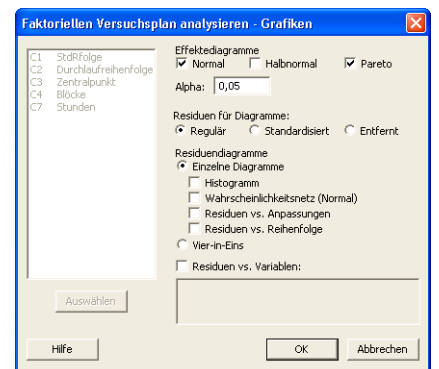 Faktoriellen Versuchsplan analysieren - Grafiken
C1 StdRfolge
C2 Durchlaufreihenfolge
C3 Zentralpunkt
C4 Blöcke
C7 Stunden
Effektediagramme
Normal Halbnormal Pareto
Alpha: 0,05
Residuen für Diagramme:
Regulär Standardisiert Entfernt
Residuendiagramme
Einzelne Diagramme
Histogramm
Wahrscheinlichkeitsnetz (Normal)
Residuen vs. Anpassungen
Residuen vs. Reihenfolge
Vier-in-Eins
Residuen vs. Variablen:
Auswählen
Hilfe OK Abbrechen